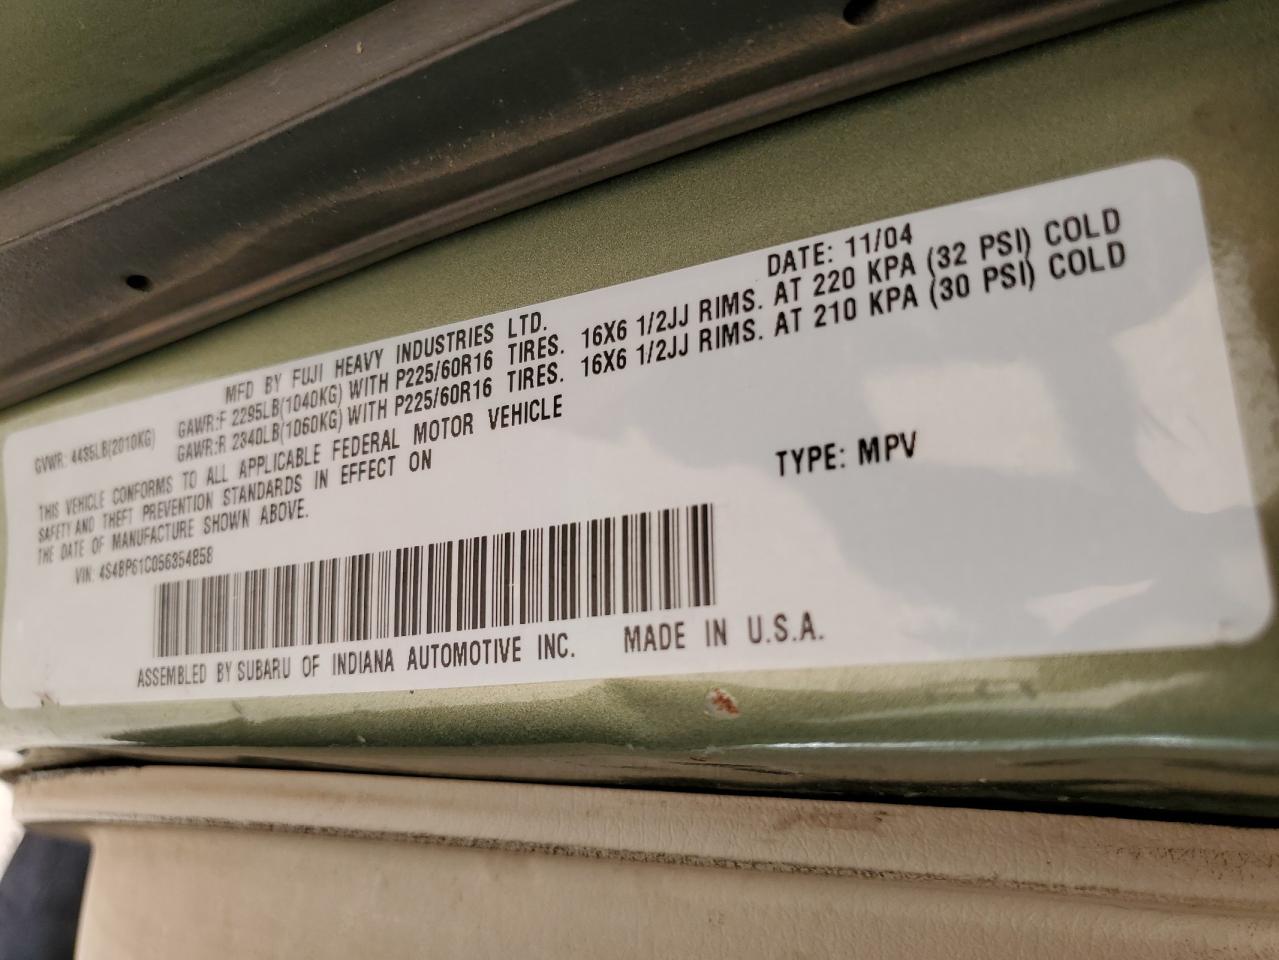 MFD BY FUJI HEAVY INDUSTRIES LTD. DATE: 11/04
GVWR: 4435LB(2010KG) GAWR:F 2295LB(1040KG) WITH P225/60R16 TIRES. 16X6 1/2JJ RIMS. AT 220 KPA (32 PSI) COLD
GAWR:R 2340LB(1060KG) WITH P225/60R16 TIRES. 16X6 1/2JJ RIMS. AT 210 KPA (30 PSI) COLD
THIS VEHICLE CONFORMS TO ALL APPLICABLE FEDERAL MOTOR VEHICLE
SAFETY AND THEFT PREVENTION STANDARDS IN EFFECT ON
THE DATE OF MANUFACTURE SHOWN ABOVE.
TYPE: MPV
VIN: 4S4BP61C056354858
ASSEMBLED BY SUBARU OF INDIANA AUTOMOTIVE INC. MADE IN U.S.A.